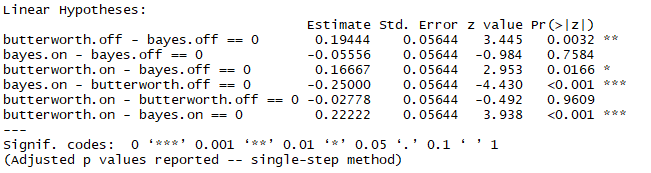 Linear Hypotheses:
Estimate Std. Error z value Pr(>|z|)
butterworth.off - bayes.off == 0 0.19444 0.05644 3.445 0.0032 **
bayes.on - bayes.off == 0 -0.05556 0.05644 -0.984 0.7584
butterworth.on - bayes.off == 0 0.16667 0.05644 2.953 0.0166 *
bayes.on - butterworth.off == 0 -0.25000 0.05644 -4.430 <0.001 ***
butterworth.on - butterworth.off == 0 -0.02778 0.05644 -0.492 0.9609
butterworth.on - bayes.on == 0 0.22222 0.05644 3.938 <0.001 ***
---
Signif. codes: 0 ‘***’ 0.001 ‘**’ 0.01 ‘*’ 0.05 ‘.’ 0.1 ‘ ’ 1
(Adjusted p values reported -- single-step method)